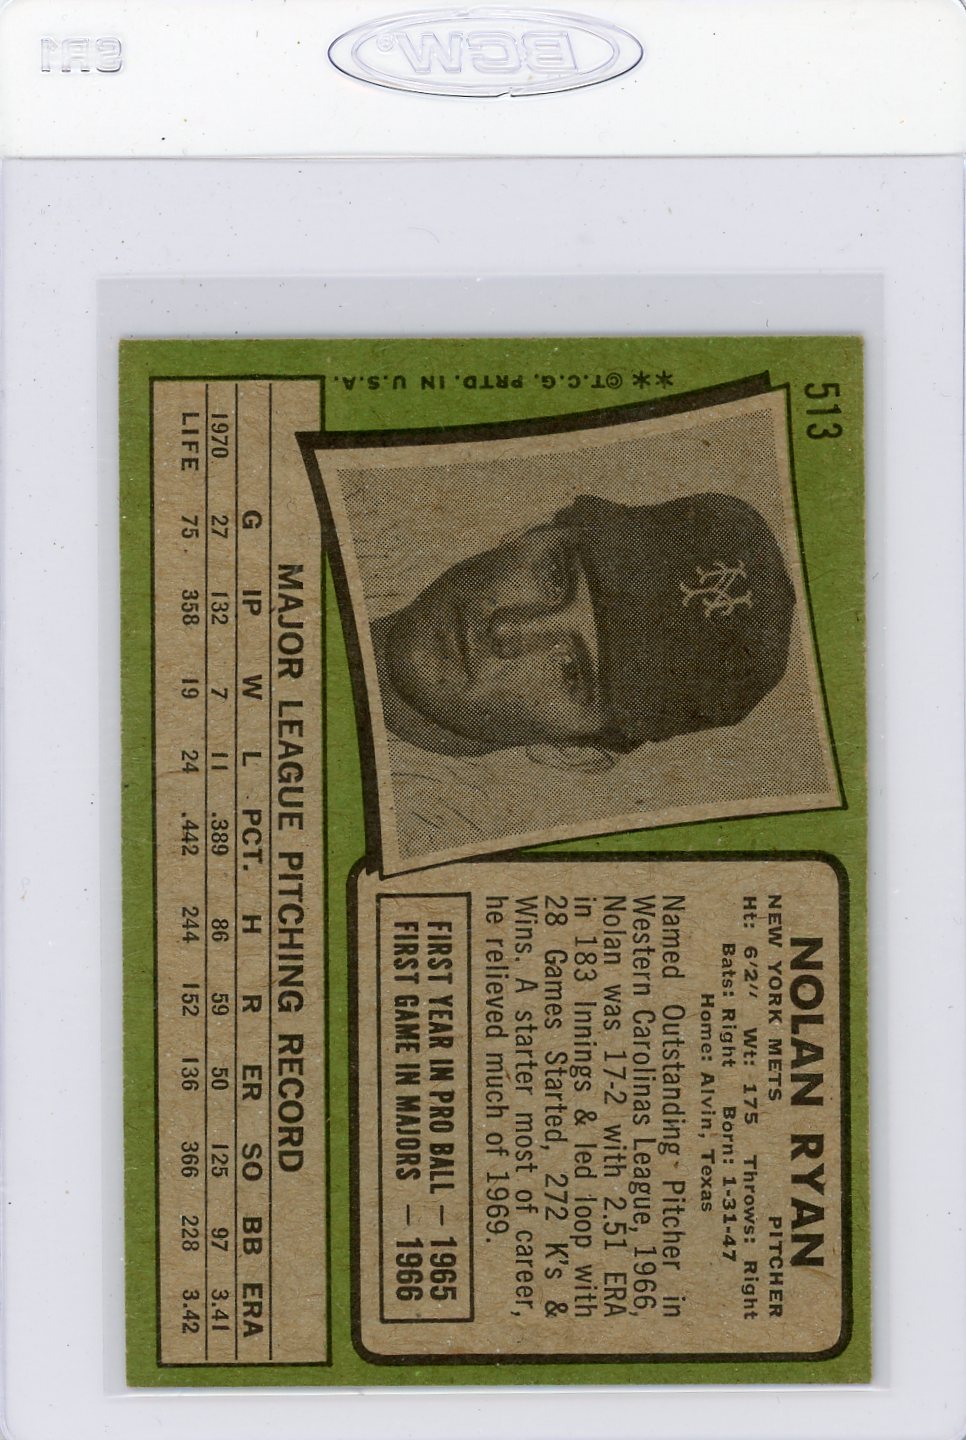 SR1
BCW®
513
** ©T.C.G. PRTD. IN U.S.A.
NOLAN RYAN
NEW YORK METS PITCHER
Ht: 6'2" Wt: 175 Throws: Right
Bats: Right Born: 1-31-47
Home: Alvin, Texas
Named Outstanding Pitcher in
Western Carolinas League, 1966,
Nolan was 17-2 with 2.51 ERA
in 183 Innings & led loop with
28 Games Started, 272 K's &
Wins. A starter most of career,
he relieved much of 1969.
FIRST YEAR IN PRO BALL — 1965
FIRST GAME IN MAJORS — 1966
NY
MAJOR LEAGUE PITCHING RECORD
G IP W L PCT. H R ER SO BB ERA
1970 27 132 7 11 .389 86 59 50 125 97 3.41
LIFE 75 358 19 24 .442 244 152 136 366 228 3.42